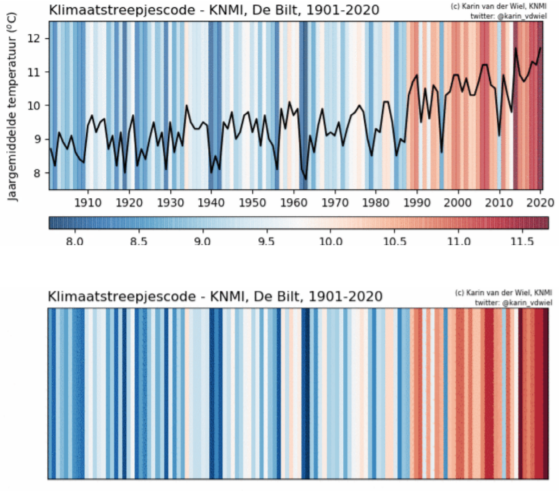 Klimaatstreepjescode - KNMI, De Bilt, 1901-2020
(c) Karin van der Wiel, KNMI
twitter: @karin_vdwiel
Jaargemiddelde temperatuur (°C)
12
11
10
9
8
1910 1920 1930 1940 1950 1960 1970 1980 1990 2000 2010 2020
8.0 8.5 9.0 9.5 10.0 10.5 11.0 11.5
Klimaatstreepjescode - KNMI, De Bilt, 1901-2020
(c) Karin van der Wiel, KNMI
twitter: @karin_vdwiel